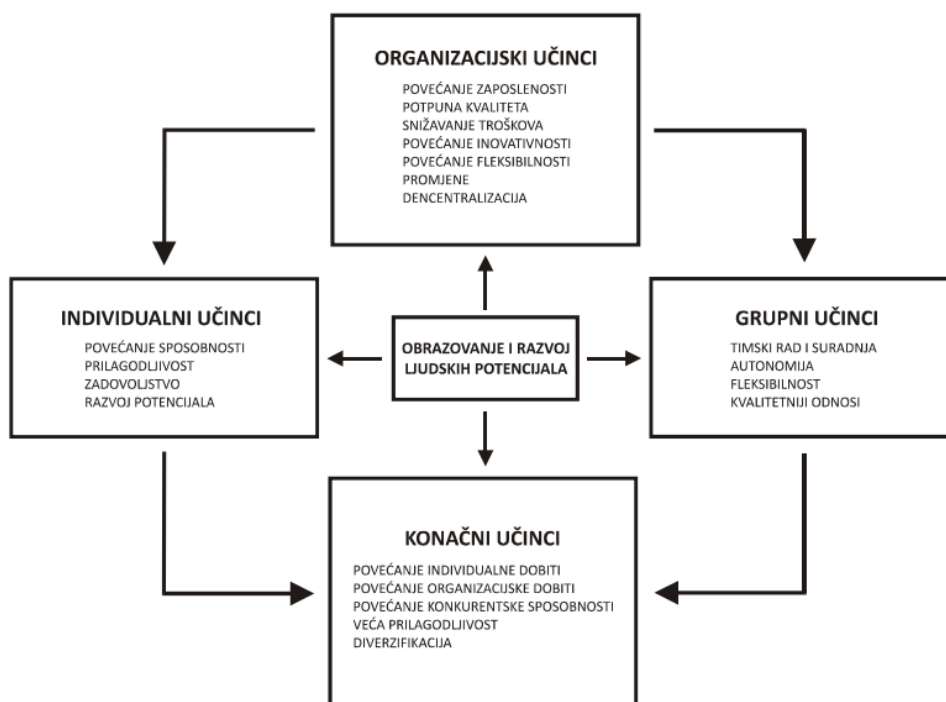 ORGANIZACIJSKI UČINCI
POVEĆANJE ZAPOSLENOSTI
POTPUNA KVALITETA
SNIŽAVANJE TROŠKOVA
POVEĆANJE INOVATIVNOSTI
POVEĆANJE FLEKSIBILNOSTI
PROMJENE
DENCENTRALIZACIJA
INDIVIDUALNI UČINCI
POVEĆANJE SPOSOBNOSTI
PRILAGODLJIVOST
ZADOVOLJSTVO
RAZVOJ POTENCIJALA
OBRAZOVANJE I RAZVOJ
LJUDSKIH POTENCIJALA
GRUPNI UČINCI
TIMSKI RAD I SURADNJA
AUTONOMIJA
FLEKSIBILNOST
KVALITETNIJI ODNOSI
KONAČNI UČINCI
POVEĆANJE INDIVIDUALNE DOBITI
POVEĆANJE ORGANIZACIJSKE DOBITI
POVEĆANJE KONKURENTSKE SPOSOBNOSTI
VEĆA PRILAGODLJIVOST
DIVERZIFIKACIJA